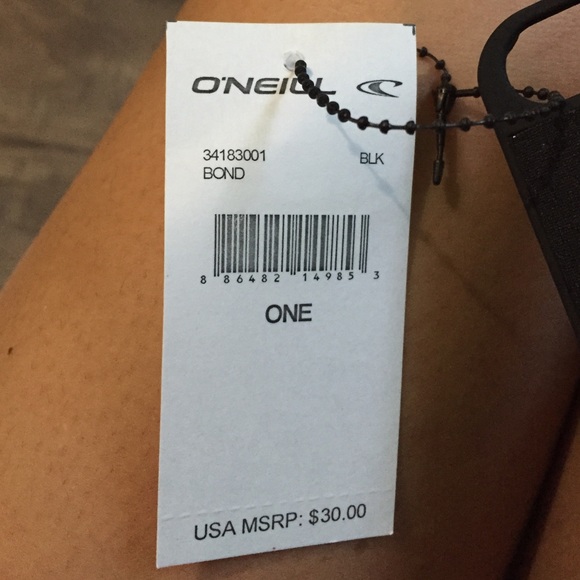 O'NEILL
34183001 BLK
BOND
8 86482 14985 3
ONE
USA MSRP: $30.00